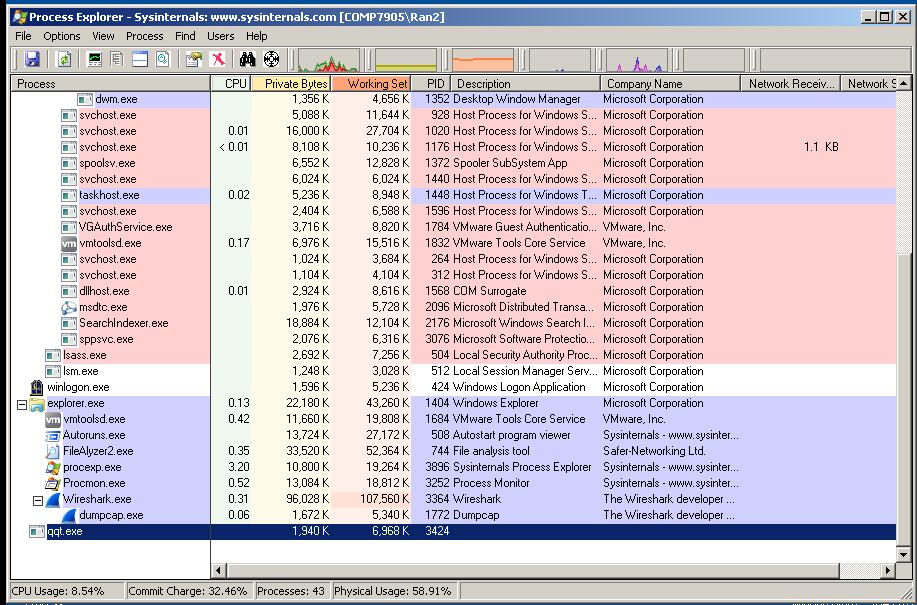 Process Explorer - Sysinternals: www.sysinternals.com [COMP7905\Ran2]
File Options View Process Find Users Help
Process CPU Private Bytes Working Set PID Description Company Name Network Receiv... Network S
dwm.exe 1,356 K 4,656 K 1352 Desktop Window Manager Microsoft Corporation
svchost.exe 5,088 K 11,644 K 928 Host Process for Windows S... Microsoft Corporation
svchost.exe 0.01 16,000 K 27,704 K 1020 Host Process for Windows S... Microsoft Corporation
svchost.exe < 0.01 8,108 K 10,236 K 1176 Host Process for Windows S... Microsoft Corporation 1.1 KB
spoolsv.exe 6,552 K 12,828 K 1372 Spooler SubSystem App Microsoft Corporation
svchost.exe 6,024 K 6,024 K 1440 Host Process for Windows S... Microsoft Corporation
taskhost.exe 0.02 5,236 K 8,948 K 1448 Host Process for Windows T... Microsoft Corporation
svchost.exe 2,404 K 6,588 K 1596 Host Process for Windows S... Microsoft Corporation
VGAuthService.exe 3,716 K 8,820 K 1784 VMware Guest Authenticatio... VMware, Inc.
vm vmtoolsd.exe 0.17 6,976 K 15,516 K 1832 VMware Tools Core Service VMware, Inc.
svchost.exe 1,024 K 3,684 K 264 Host Process for Windows S... Microsoft Corporation
svchost.exe 1,104 K 4,104 K 312 Host Process for Windows S... Microsoft Corporation
dllhost.exe 0.01 2,924 K 8,616 K 1568 COM Surrogate Microsoft Corporation
msdtc.exe 1,976 K 5,728 K 2096 Microsoft Distributed Transa... Microsoft Corporation
SearchIndexer.exe 18,884 K 12,104 K 2176 Microsoft Windows Search I... Microsoft Corporation
sppsvc.exe 2,076 K 6,316 K 3076 Microsoft Software Protectio... Microsoft Corporation
lsass.exe 2,692 K 7,256 K 504 Local Security Authority Proc... Microsoft Corporation
lsm.exe 1,248 K 3,028 K 512 Local Session Manager Serv... Microsoft Corporation
winlogon.exe 1,596 K 5,236 K 424 Windows Logon Application Microsoft Corporation
explorer.exe 0.13 22,180 K 43,260 K 1404 Windows Explorer Microsoft Corporation
vm vmtoolsd.exe 0.42 11,660 K 19,808 K 1684 VMware Tools Core Service VMware, Inc.
Autoruns.exe 13,724 K 27,172 K 508 Autostart program viewer Sysinternals - www.sysinter...
FileAlyzer2.exe 0.35 33,520 K 52,364 K 744 File analysis tool Safer-Networking Ltd.
procexp.exe 3.20 10,800 K 19,264 K 3896 Sysinternals Process Explorer Sysinternals - www.sysinter...
Procmon.exe 0.52 13,084 K 18,812 K 3252 Process Monitor Sysinternals - www.sysinter...
Wireshark.exe 0.31 96,028 K 107,560 K 3364 Wireshark The Wireshark developer ...
dumpcap.exe 0.06 1,672 K 5,340 K 1772 Dumpcap The Wireshark developer ...
qqt.exe 1,940 K 6,968 K 3424
CPU Usage: 8.54% Commit Charge: 32.46% Processes: 43 Physical Usage: 58.91%